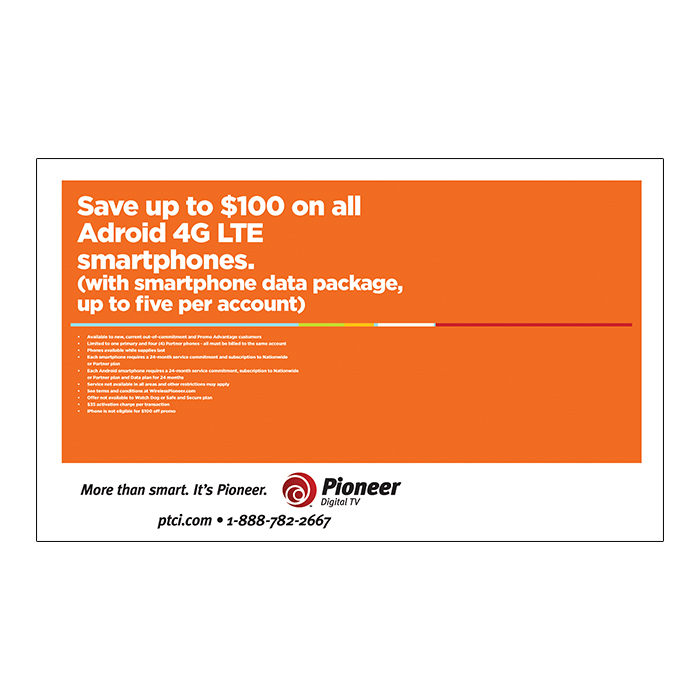 Save up to $100 on all
Adroid 4G LTE
smartphones.
(with smartphone data package,
up to five per account)
• Available to new, current out-of-commitment and Promo Advantage customers
• Limited to one primary and four (4) Partner phones - all must be billed to the same account
• Phones available while supplies last
• Each smartphone requires a 24-month service commitment and subscription to Nationwide
or Partner plan
• Each Android smartphone requires a 24-month service commitment, subscription to Nationwide
or Partner plan and Data plan for 24 months
• Service not available in all areas and other restrictions may apply
• See terms and conditions at WirelessPioneer.com
• Offer not available to Watch Dog or Safe and Secure plan
• $35 activation charge per transaction
• iPhone is not eligible for $100 off promo
More than smart. It's Pioneer.
Pioneer
Digital TV
ptci.com • 1-888-782-2667